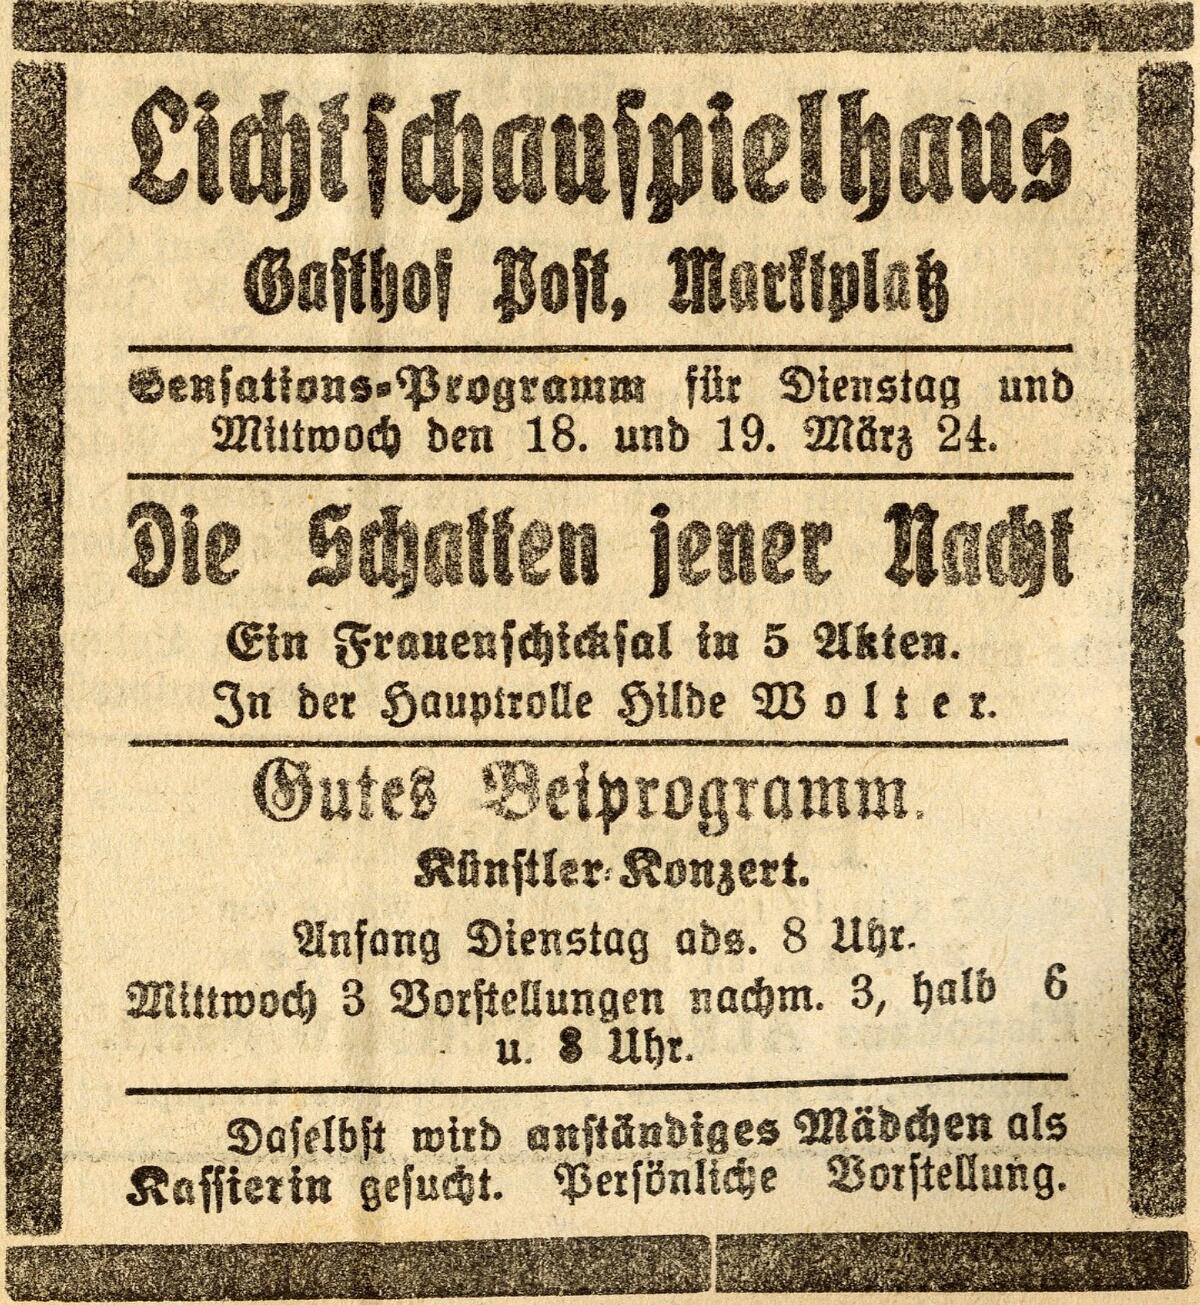 Lichtschauspielhaus
Gasthof Post, Marktplatz
Sensations-Programm für Dienstag und
Mittwoch den 18. und 19. März 24.
Die Schatten jener Nacht
Ein Frauenschicksal in 5 Akten.
In der Hauptrolle Hilde Wolter.
Gutes Beiprogramm.
Künstler-Konzert.
Anfang Dienstag abs. 8 Uhr.
Mittwoch 3 Vorstellungen nachm. 3, halb 6
u. 8 Uhr.
Daselbst wird anständiges Mädchen als
Kassierin gesucht. Persönliche Vorstellung.